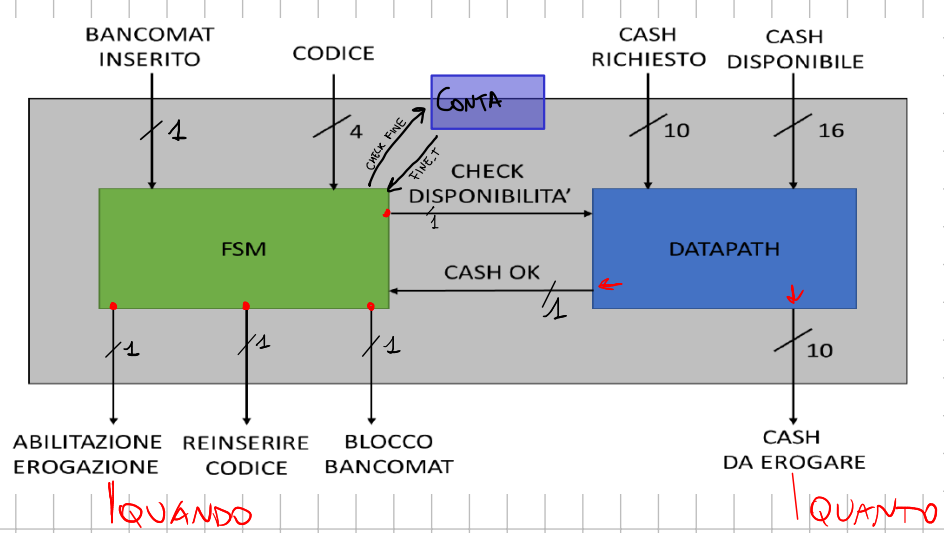 BANCOMAT
INSERITO
CODICE
CASH
RICHIESTO
CASH
DISPONIBILE
1
4
CONTA
10
16
CHECK FINE
FINE_T
CHECK
DISPONIBILITA’
1
FSM
DATAPATH
CASH OK
1
1
1
1
10
ABILITAZIONE
EROGAZIONE
REINSERIRE
CODICE
BLOCCO
BANCOMAT
CASH
DA EROGARE
QUANDO
QUANTO